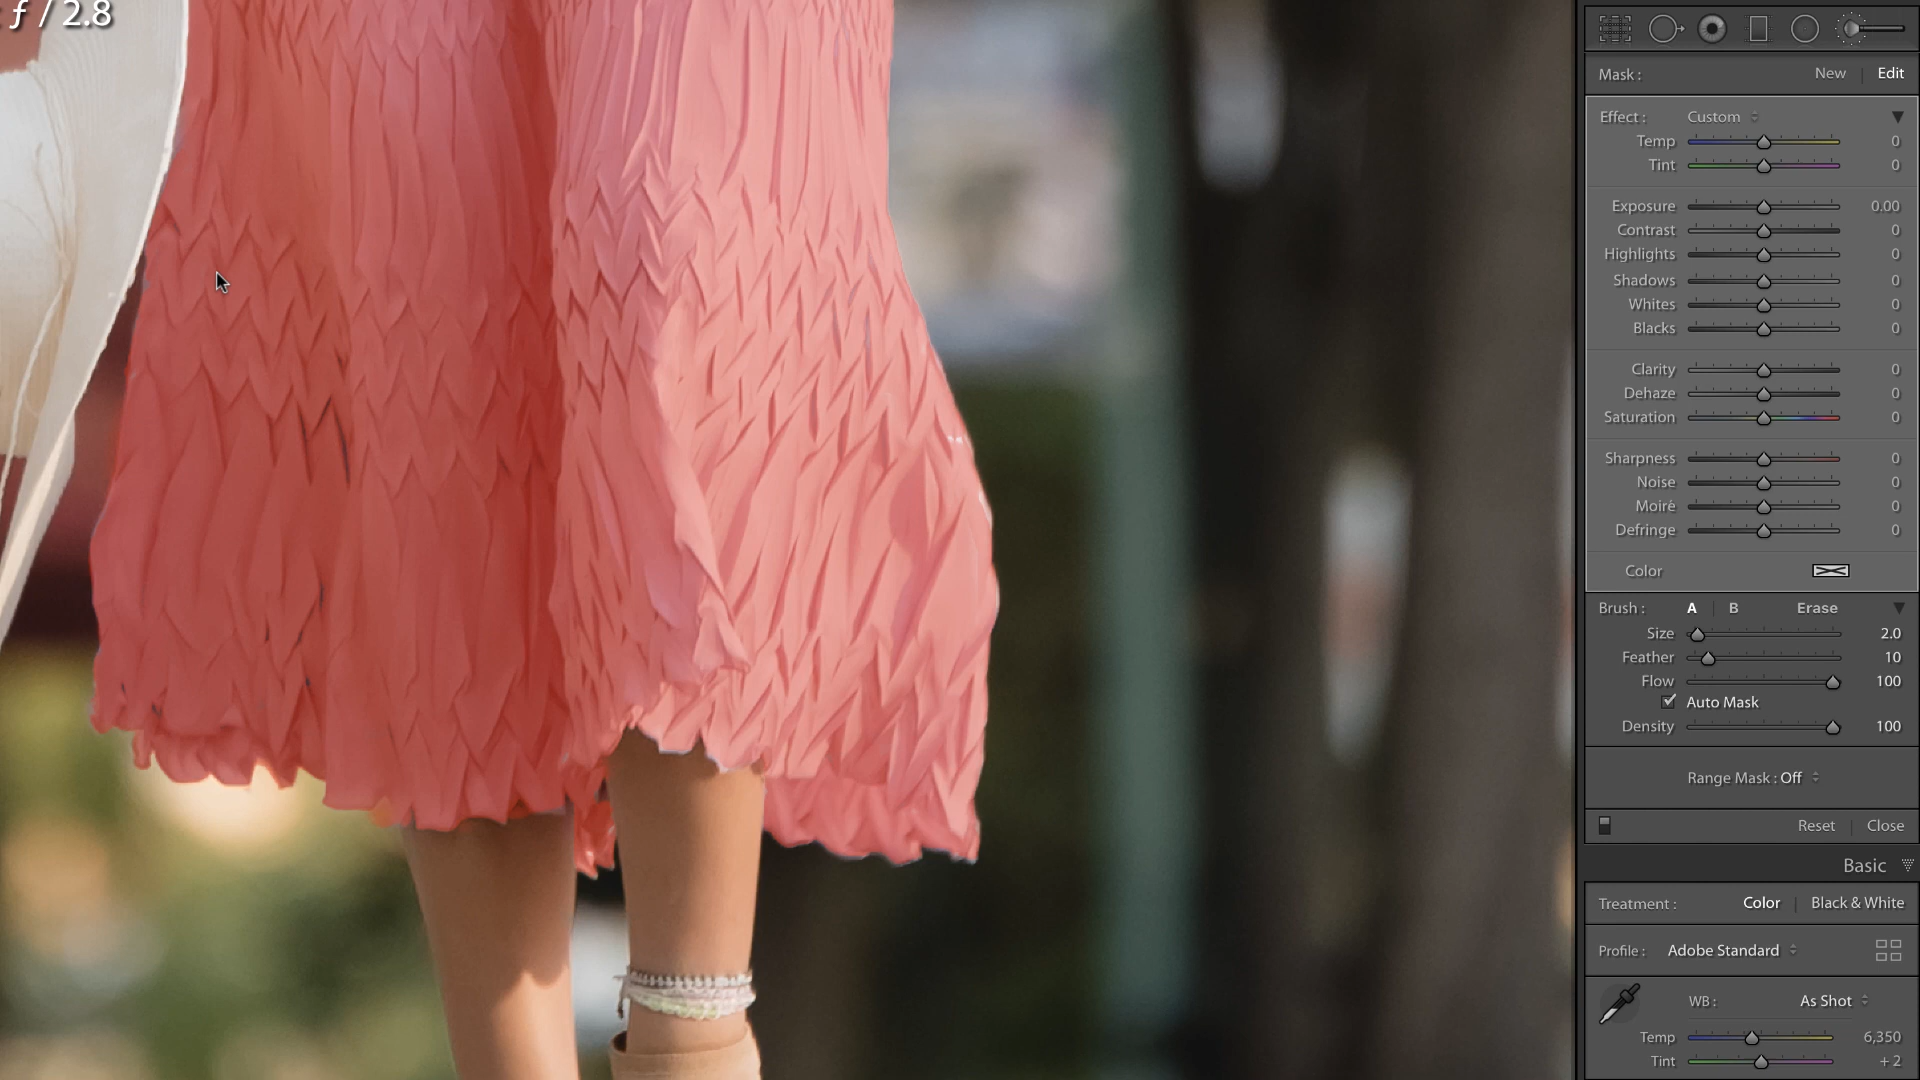 ƒ / 2.8
Mask : New | Edit
Effect : Custom
Temp 0
Tint 0
Exposure 0.00
Contrast 0
Highlights 0
Shadows 0
Whites 0
Blacks 0
Clarity 0
Dehaze 0
Saturation 0
Sharpness 0
Noise 0
Moiré 0
Defringe 0
Color
Brush : A | B Erase
Size 2.0
Feather 10
Flow 100
Auto Mask
Density 100
Range Mask : Off
Reset | Close
Basic
Treatment : Color | Black & White
Profile : Adobe Standard
WB : As Shot
Temp 6,350
Tint + 2